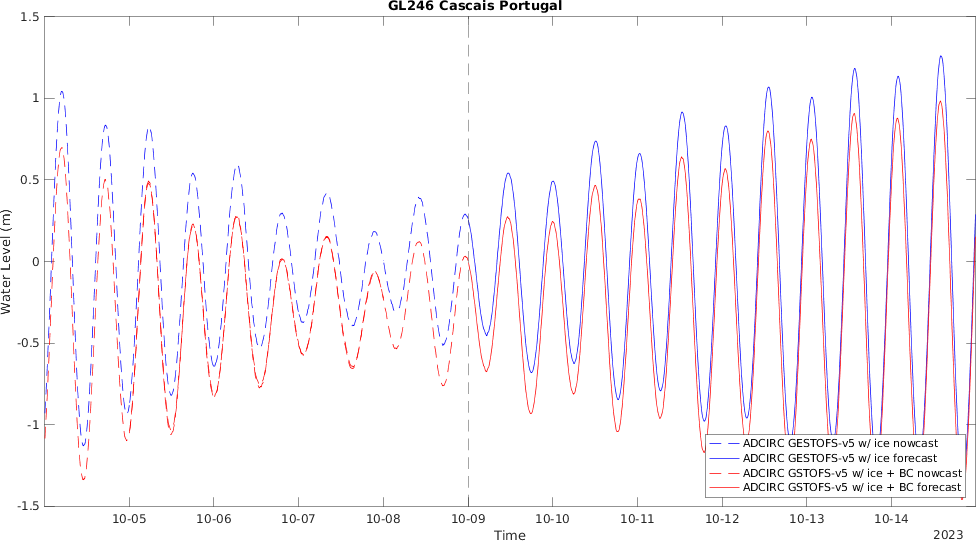 GL246 Cascais Portugal
1.5
1
0.5
0
-0.5
-1
-1.5
Water Level (m)
10-05 10-06 10-07 10-08 10-09 10-10 10-11 10-12 10-13 10-14
Time
2023
ADCIRC GESTOFS-v5 w/ ice nowcast
ADCIRC GESTOFS-v5 w/ ice forecast
ADCIRC GSTOFS-v5 w/ ice + BC nowcast
ADCIRC GSTOFS-v5 w/ ice + BC forecast